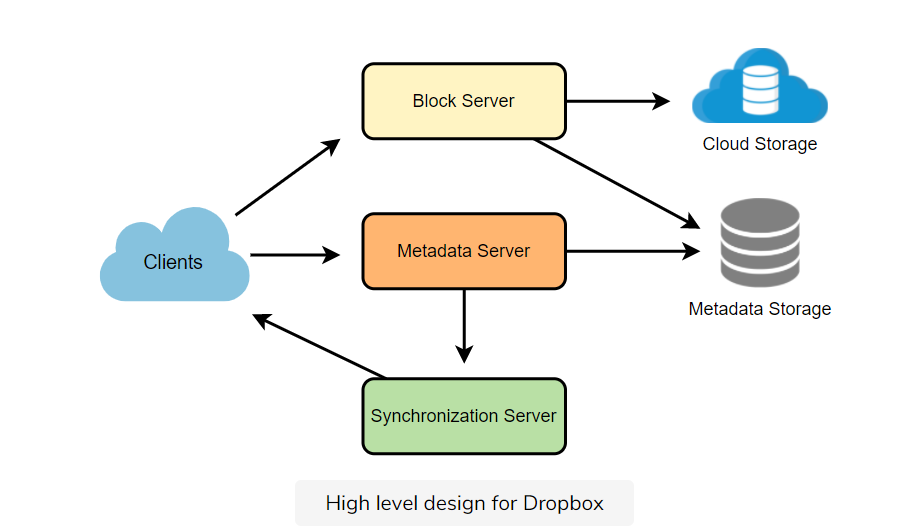 Block Server
Cloud Storage
Clients
Metadata Server
Metadata Storage
Synchronization Server
High level design for Dropbox